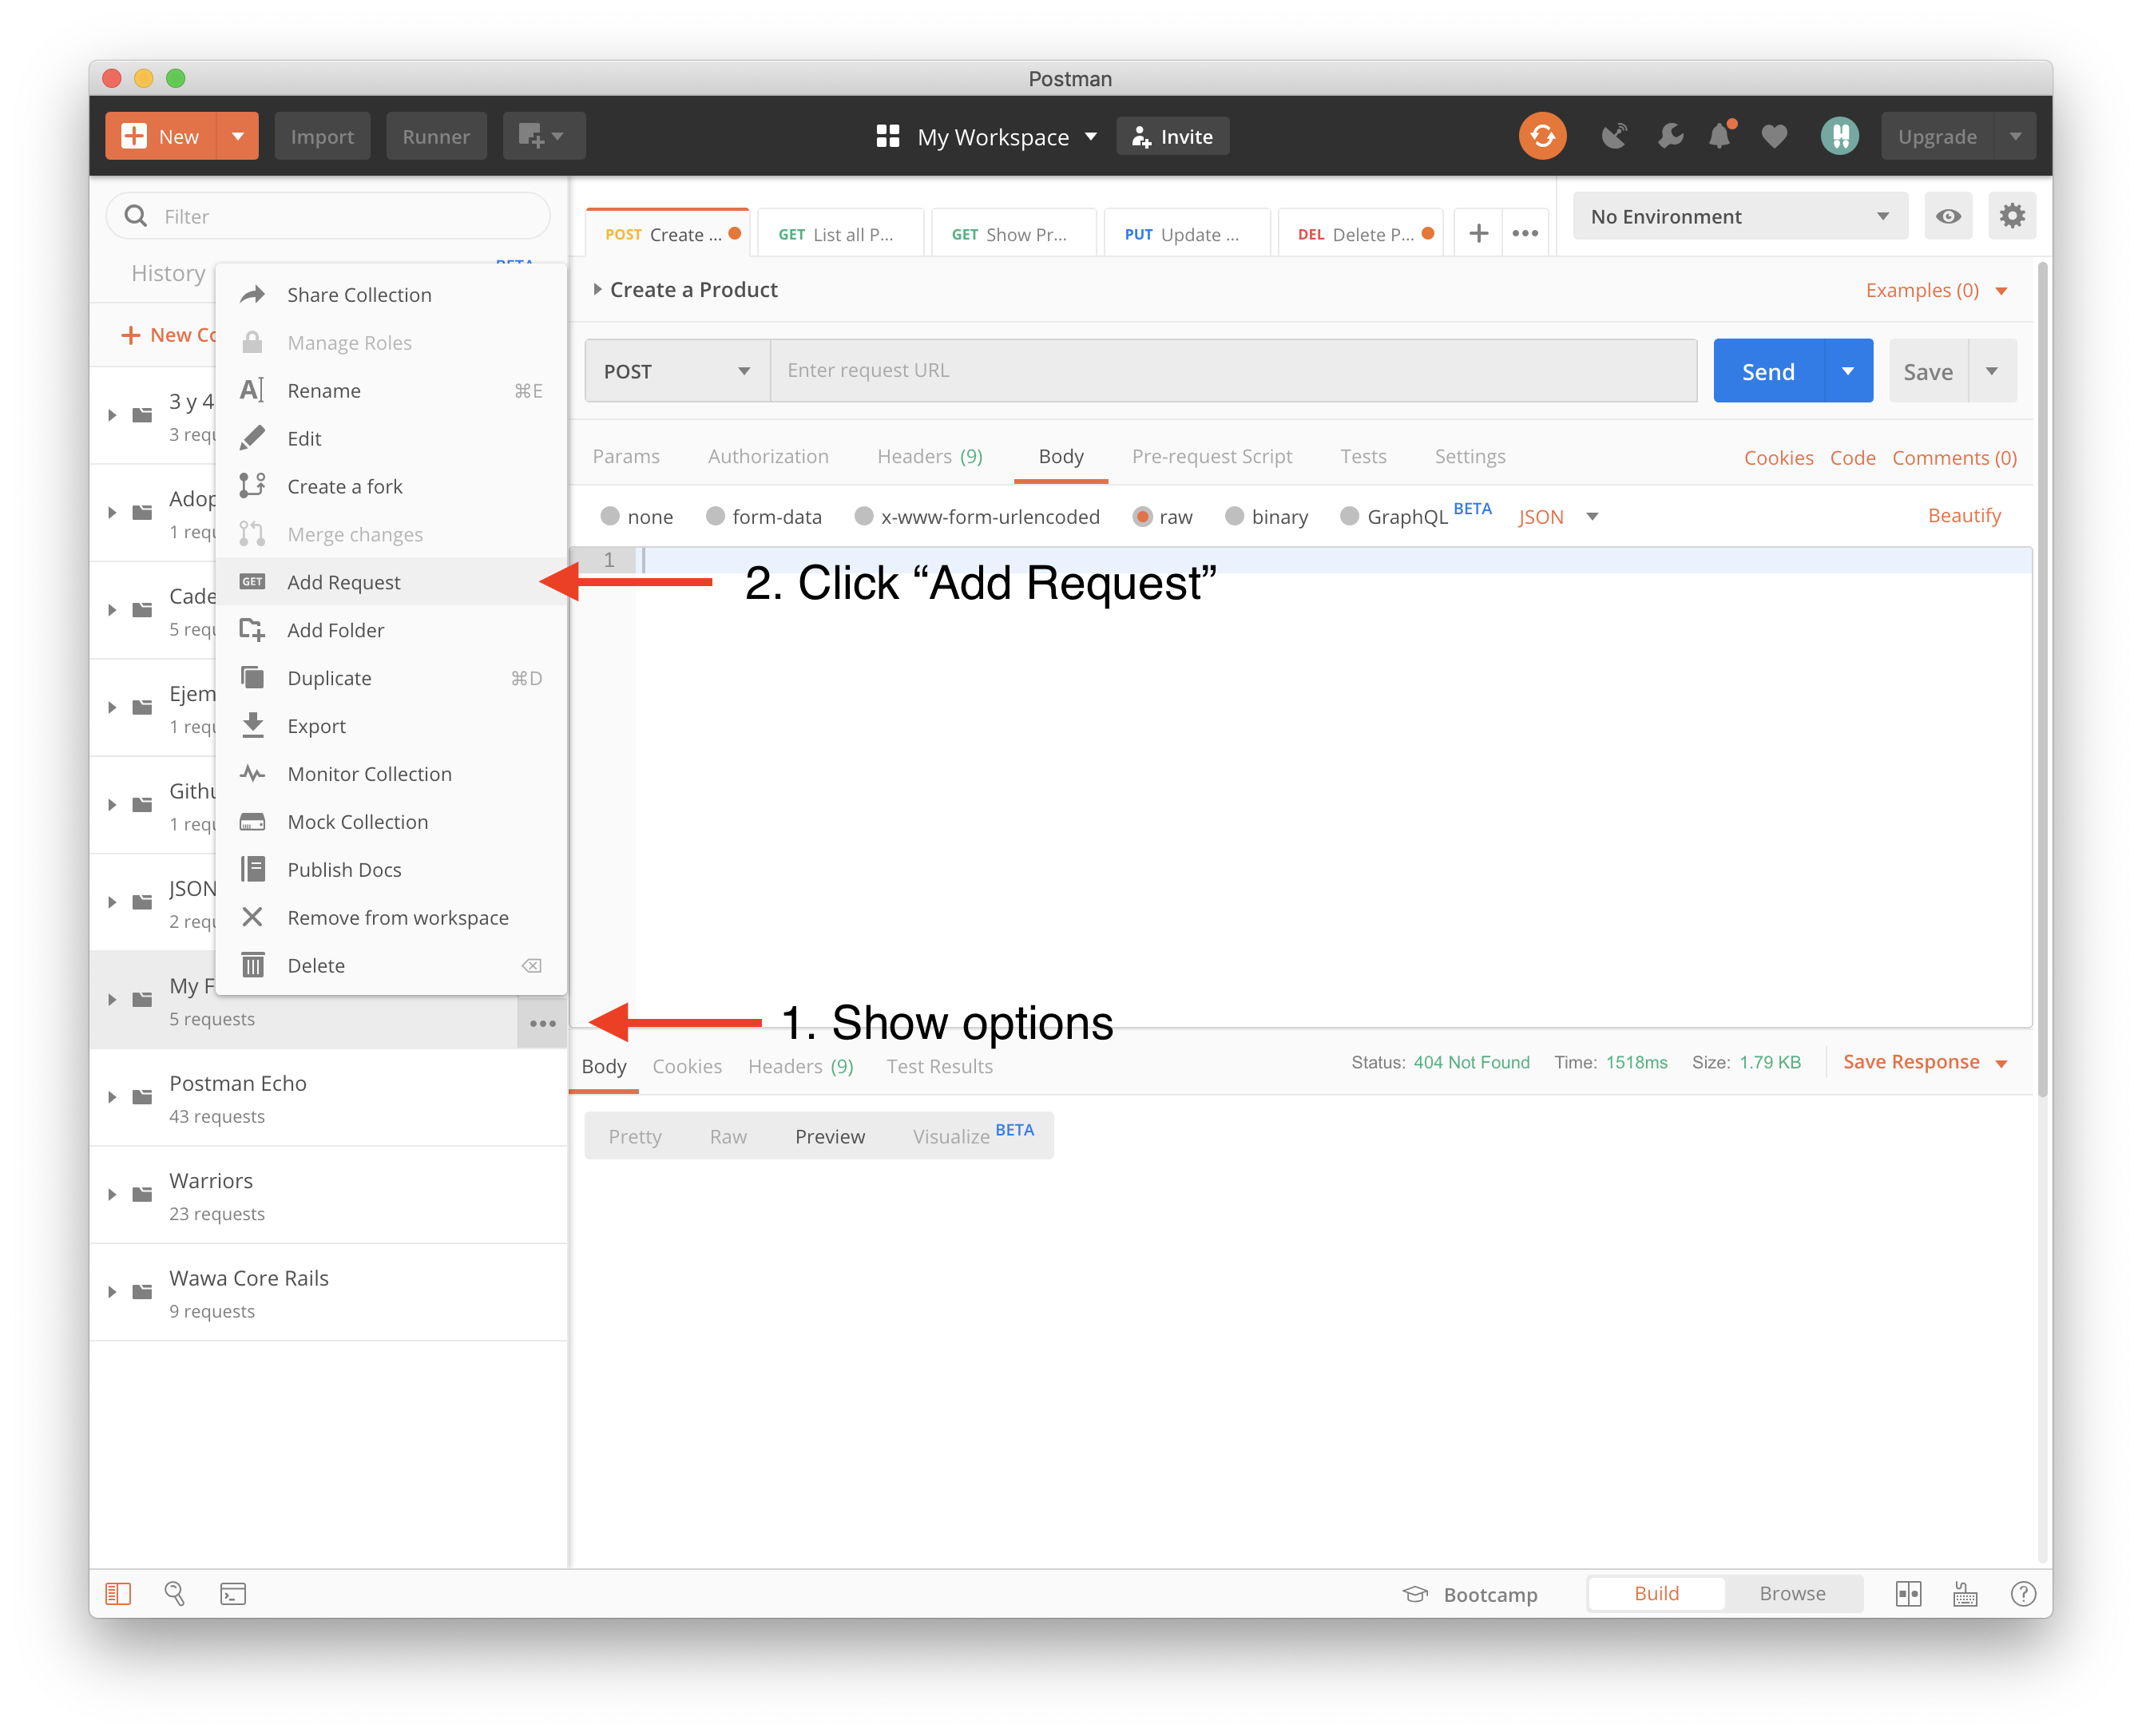 Postman
New
Import
Runner
My Workspace
Invite
Upgrade
Filter
History
BETA
POST Create ...
GET List all P...
GET Show Pr...
PUT Update ...
DEL Delete P...
No Environment
Share Collection
Manage Roles
Rename ⌘E
Edit
Create a fork
Merge changes
GET Add Request
Add Folder
Duplicate ⌘D
Export
Monitor Collection
Mock Collection
Publish Docs
Remove from workspace
Delete
+ New Co
3 y 4
3 requ
Adop
1 requ
Cade
5 requ
Ejem
1 requ
Githu
1 requ
JSON
2 requ
My F
5 requests
Postman Echo
43 requests
Warriors
23 requests
Wawa Core Rails
9 requests
Create a Product
Examples (0)
POST
Enter request URL
Send
Save
Params
Authorization
Headers (9)
Body
Pre-request Script
Tests
Settings
Cookies
Code
Comments (0)
none
form-data
x-www-form-urlencoded
raw
binary
GraphQL BETA
JSON
Beautify
1
2. Click “Add Request”
1. Show options
Body
Cookies
Headers (9)
Test Results
Status: 404 Not Found
Time: 1518ms
Size: 1.79 KB
Save Response
Pretty
Raw
Preview
Visualize BETA
Bootcamp
Build
Browse